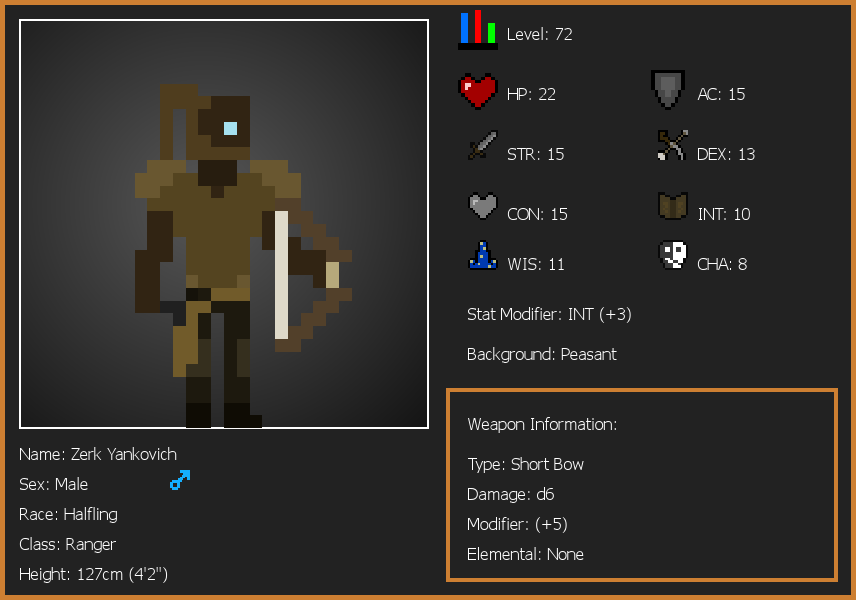 Level: 72
HP: 22
AC: 15
STR: 15
DEX: 13
CON: 15
INT: 10
WIS: 11
CHA: 8
Stat Modifier: INT (+3)
Background: Peasant
Weapon Information:
Type: Short Bow
Damage: d6
Modifier: (+5)
Elemental: None
Name: Zerk Yankovich
Sex: Male
Race: Halfling
Class: Ranger
Height: 127cm (4'2")